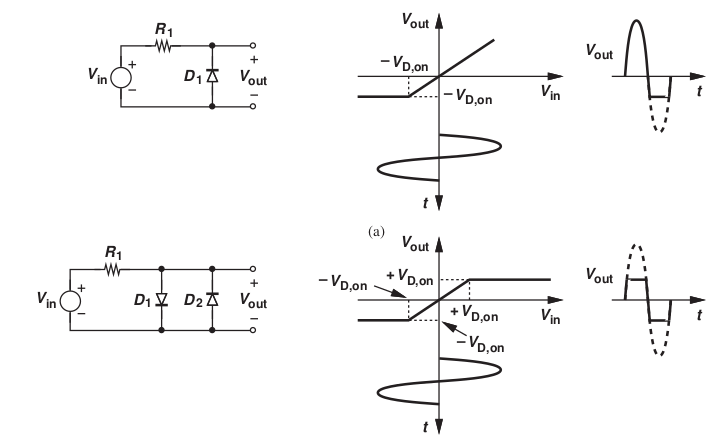 R1
Vin
+
−
D1
+
Vout
−
Vout
−VD,on
Vin
−VD,on
t
Vout
t
(a)
R1
Vin
+
−
D1
D2
+
Vout
−
Vout
−VD,on
+VD,on
+VD,on
Vin
−VD,on
t
Vout
t